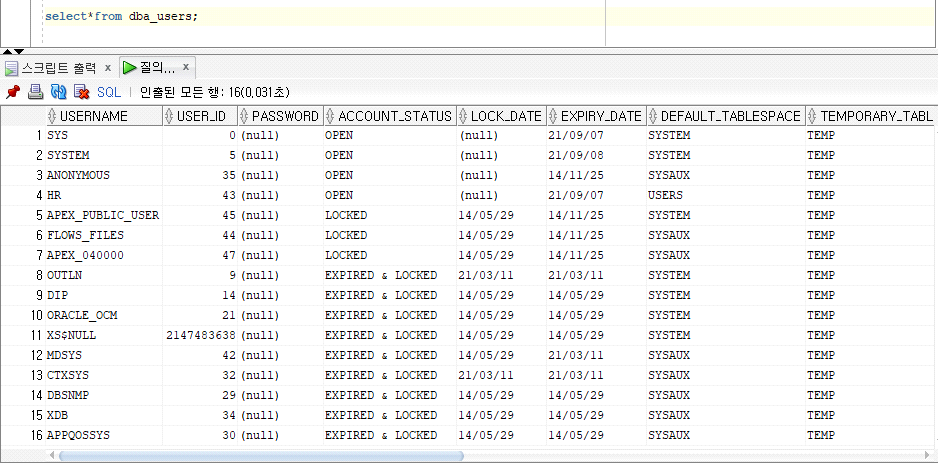 select*from dba_users;
스크립트 출력 x 질의... x
SQL 인출된 모든 행: 16(0,031초)
USERNAME USER_ID PASSWORD ACCOUNT_STATUS LOCK_DATE EXPIRY_DATE DEFAULT_TABLESPACE TEMPORARY_TABL
1 SYS 0 (null) OPEN (null) 21/09/07 SYSTEM TEMP
2 SYSTEM 5 (null) OPEN (null) 21/09/08 SYSTEM TEMP
3 ANONYMOUS 35 (null) OPEN (null) 14/11/25 SYSAUX TEMP
4 HR 43 (null) OPEN (null) 21/09/07 USERS TEMP
5 APEX_PUBLIC_USER 45 (null) LOCKED 14/05/29 14/11/25 SYSTEM TEMP
6 FLOWS_FILES 44 (null) LOCKED 14/05/29 14/11/25 SYSAUX TEMP
7 APEX_040000 47 (null) LOCKED 14/05/29 14/11/25 SYSAUX TEMP
8 OUTLN 9 (null) EXPIRED & LOCKED 21/03/11 21/03/11 SYSTEM TEMP
9 DIP 14 (null) EXPIRED & LOCKED 14/05/29 14/05/29 SYSTEM TEMP
10 ORACLE_OCM 21 (null) EXPIRED & LOCKED 14/05/29 14/05/29 SYSTEM TEMP
11 XS$NULL 2147483638 (null) EXPIRED & LOCKED 14/05/29 14/05/29 SYSTEM TEMP
12 MDSYS 42 (null) EXPIRED & LOCKED 14/05/29 21/03/11 SYSAUX TEMP
13 CTXSYS 32 (null) EXPIRED & LOCKED 21/03/11 21/03/11 SYSAUX TEMP
14 DBSNMP 29 (null) EXPIRED & LOCKED 14/05/29 14/05/29 SYSAUX TEMP
15 XDB 34 (null) EXPIRED & LOCKED 14/05/29 14/05/29 SYSAUX TEMP
16 APPQOSSYS 30 (null) EXPIRED & LOCKED 14/05/29 14/05/29 SYSAUX TEMP